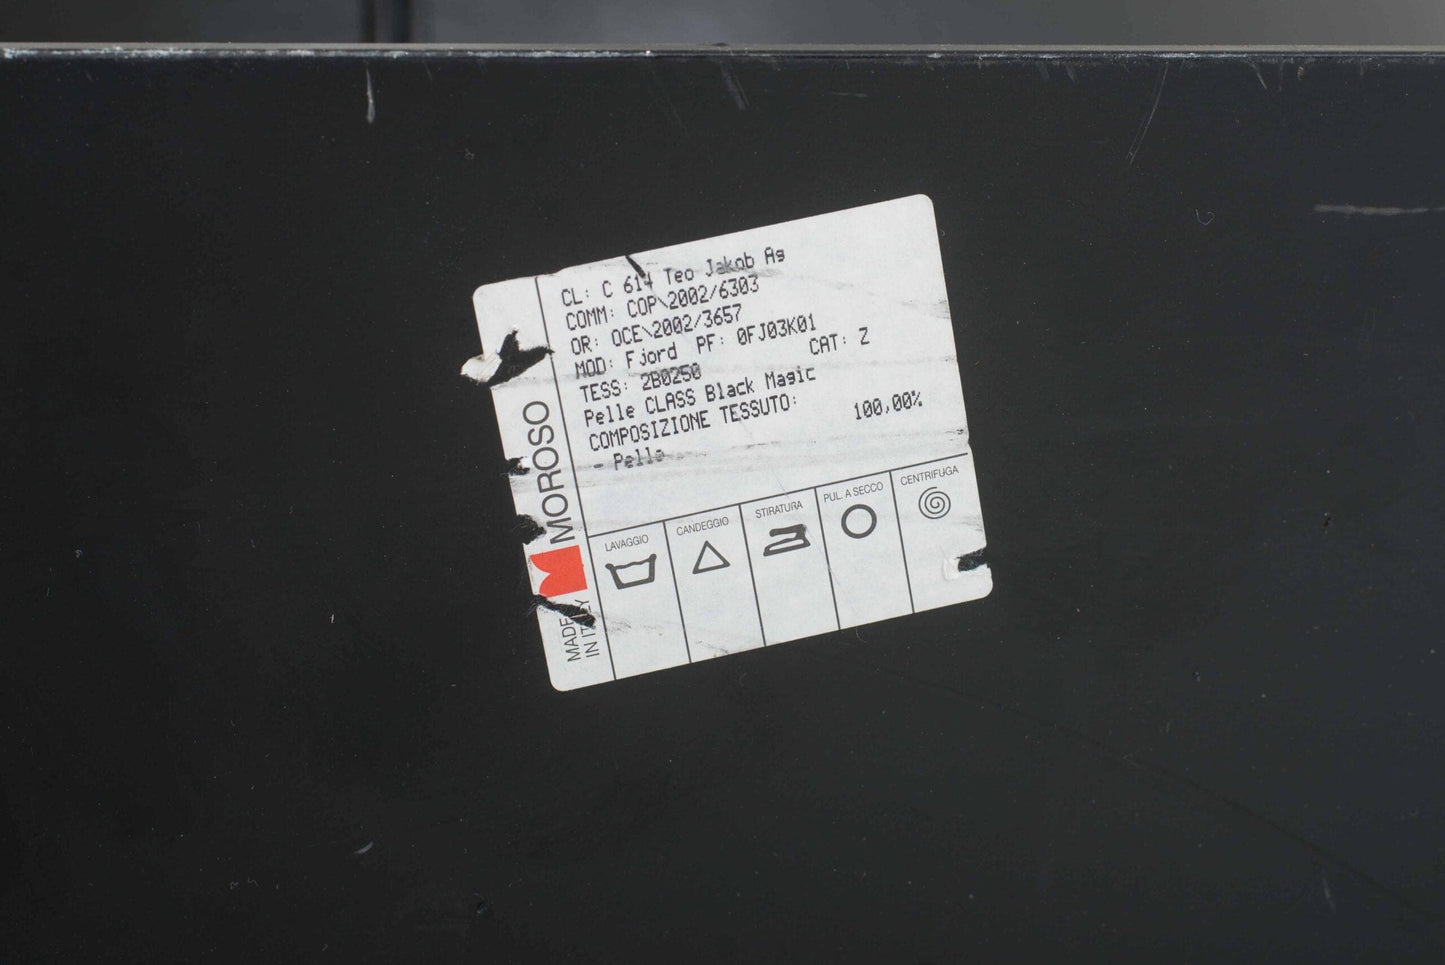 CL: C 614 Teo Jakob Ag
COMM: COP\2002/6303
OR: OCE\2002/3657
MOD: Fjord PF: 0FJ03K01
TESS: 2B0250 CAT: Z
Pelle CLASS Black Magic
COMPOSIZIONE TESSUTO:
- Pelle 100,00%
MOROSO
MADE
IN ITALY
LAVAGGIO
CANDEGGIO
STIRATURA
PUL. A SECCO
CENTRIFUGA